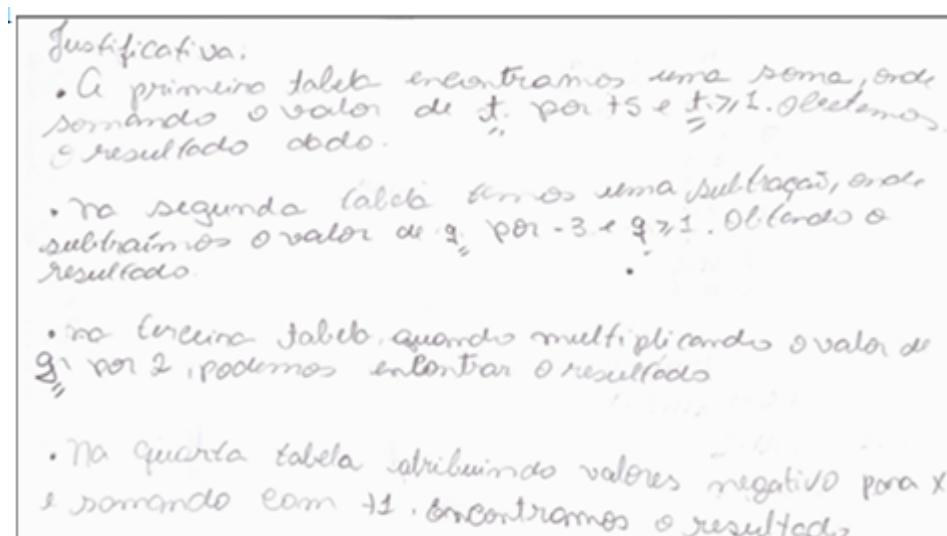 Justificativa.
• A primeira tabela encontramos uma soma, onde
somando o valor de t. por +5 e t ⩾ 1. Obetemos
o resultado dado.
• na segunda tabela temos uma subtração, onde
subtraímos o valor de q por -3 e q ⩾ 1. Obtendo o
resultado.
• na terceira tabela, quando multiplicando o valor de
g por 2, podemos encontrar o resultado
• Na quarta tabela atribuindo valores negativo para x
e somando com +1. encontramos o resultado